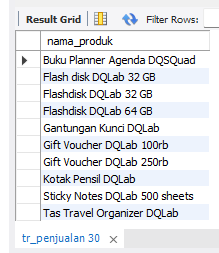 Result Grid
Filter Rows:
nama_produk
Buku Planner Agenda DQSQuad
Flash disk DQLab 32 GB
Flashdisk DQLab 32 GB
Flashdisk DQLab 64 GB
Gantungan Kunci DQLab
Gift Voucher DQLab 100rb
Gift Voucher DQLab 250rb
Kotak Pensil DQLab
Sticky Notes DQLab 500 sheets
Tas Travel Organizer DQLab
tr_penjualan 30